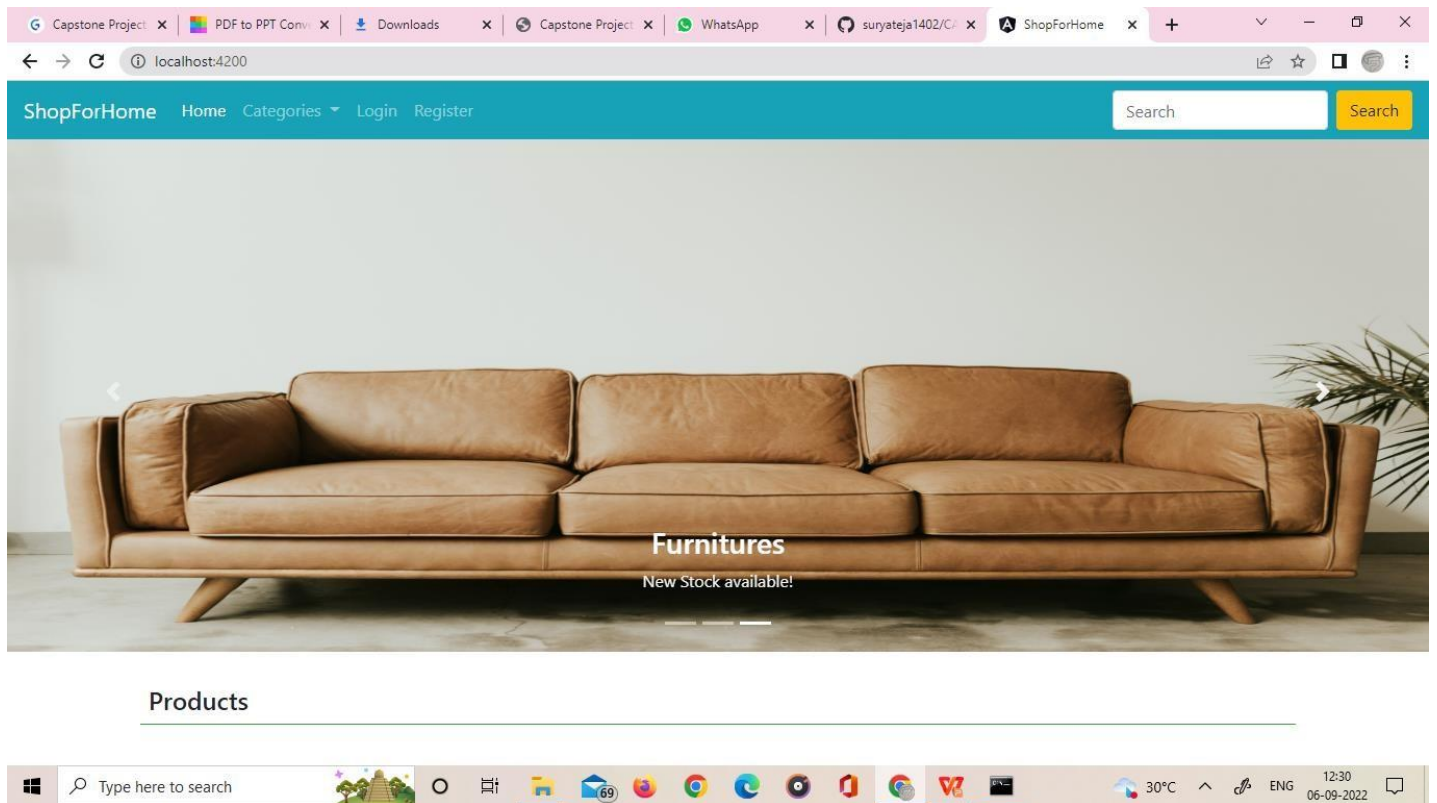 Capstone Project
PDF to PPT Conv
Downloads
Capstone Project
WhatsApp
suryateja1402/CA
ShopForHome
localhost:4200
ShopForHome Home Categories Login Register
Search
Search
Furnitures
New Stock available!
Products
Type here to search
69
30°C
ENG
12:30
06-09-2022